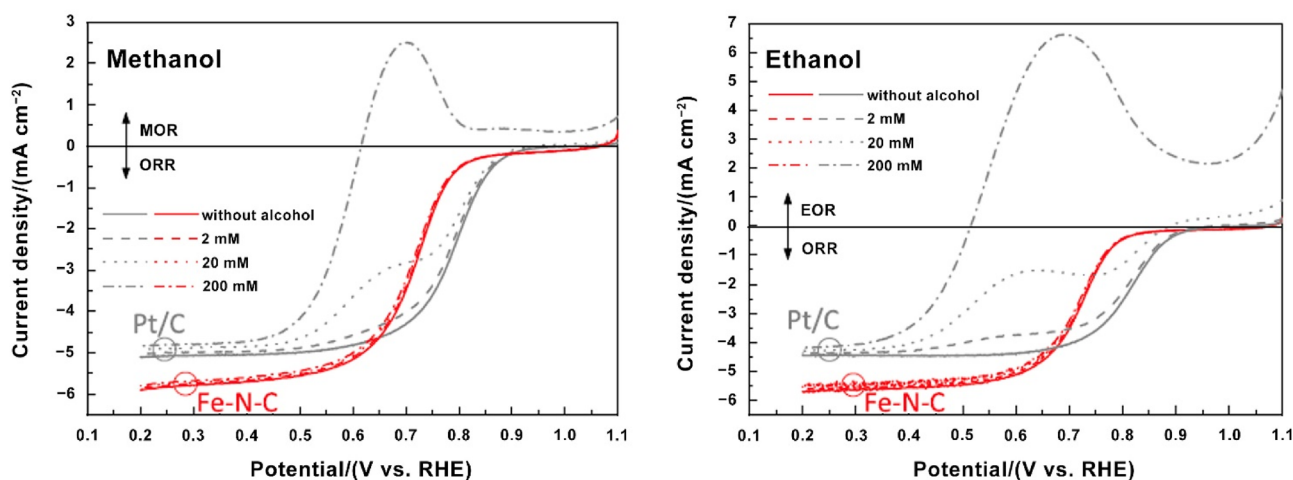 Methanol
MOR
ORR
without alcohol
2 mM
20 mM
200 mM
Pt/C
Fe-N-C
Current density/(mA cm⁻²)
3
2
1
0
−1
−2
−3
−4
−5
−6
0.1 0.2 0.3 0.4 0.5 0.6 0.7 0.8 0.9 1.0 1.1
Potential/(V vs. RHE)
Ethanol
without alcohol
2 mM
20 mM
200 mM
EOR
ORR
Pt/C
Fe-N-C
Current density/(mA cm⁻²)
7
6
5
4
3
2
1
0
−1
−2
−3
−4
−5
−6
0.1 0.2 0.3 0.4 0.5 0.6 0.7 0.8 0.9 1.0 1.1
Potential/(V vs. RHE)